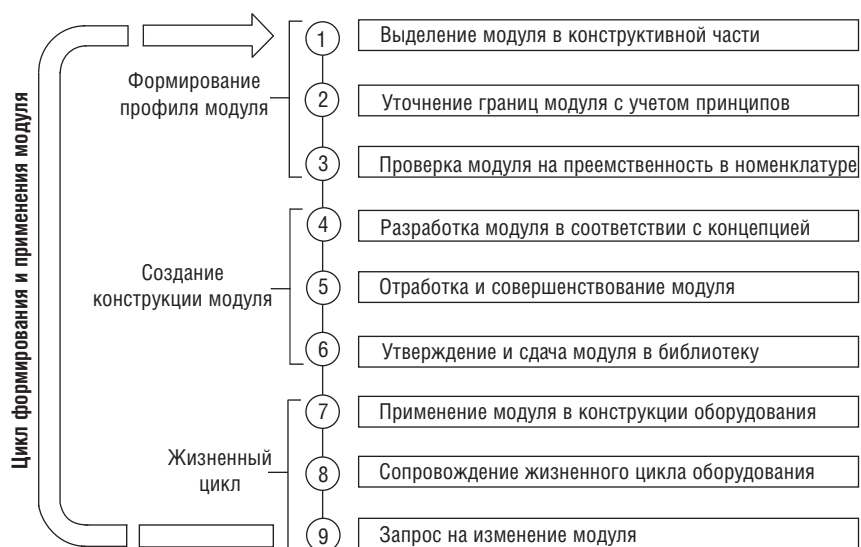 Цикл формирования и применения модуля
Формирование
профиля модуля
1 Выделение модуля в конструктивной части
2 Уточнение границ модуля с учетом принципов
3 Проверка модуля на преемственность в номенклатуре
Создание
конструкции модуля
4 Разработка модуля в соответствии с концепцией
5 Отработка и совершенствование модуля
6 Утверждение и сдача модуля в библиотеку
Жизненный
цикл
7 Применение модуля в конструкции оборудования
8 Сопровождение жизненного цикла оборудования
9 Запрос на изменение модуля